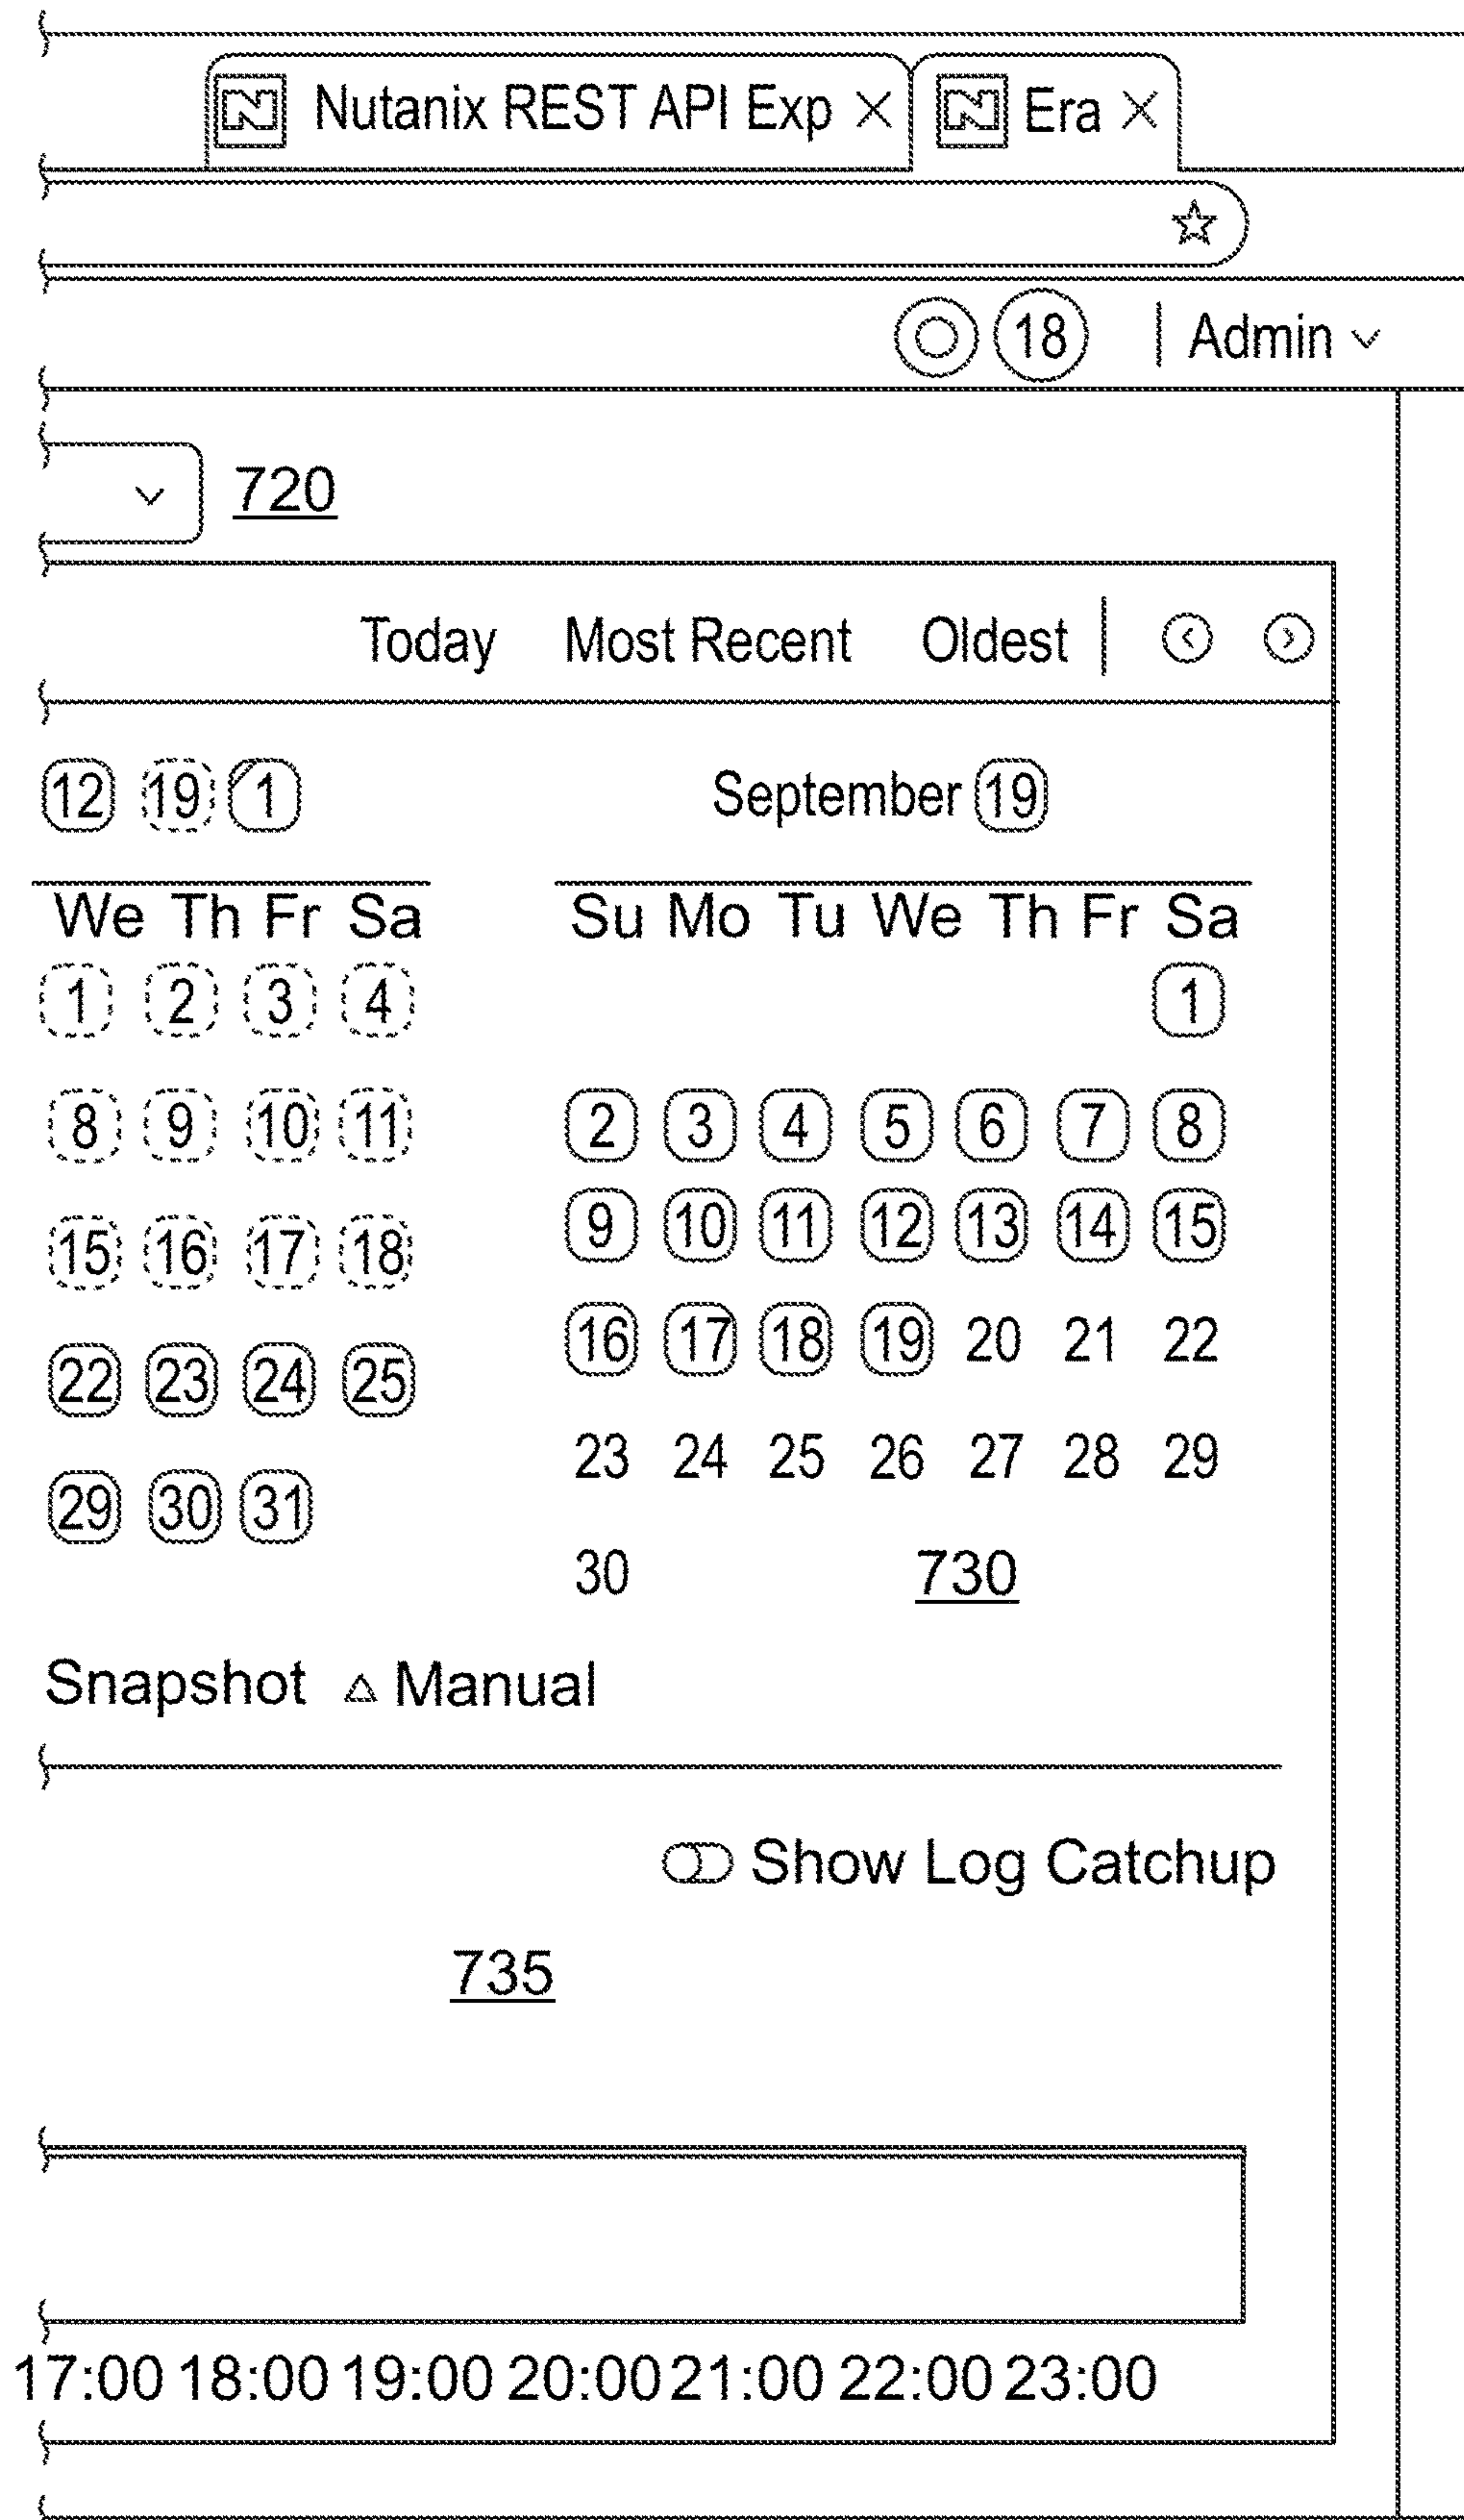 N Nutanix REST API Exp × N Era ×
18 | Admin
720
Today Most Recent Oldest
12 19 1 September 19
We Th Fr Sa Su Mo Tu We Th Fr Sa
1 2 3 4 1
8 9 10 11 2 3 4 5 6 7 8
9 10 11 12 13 14 15
15 16 17 18
16 17 18 19 20 21 22
22 23 24 25
23 24 25 26 27 28 29
29 30 31
30 730
Snapshot △ Manual
Show Log Catchup
735
17:00 18:00 19:00 20:00 21:00 22:00 23:00